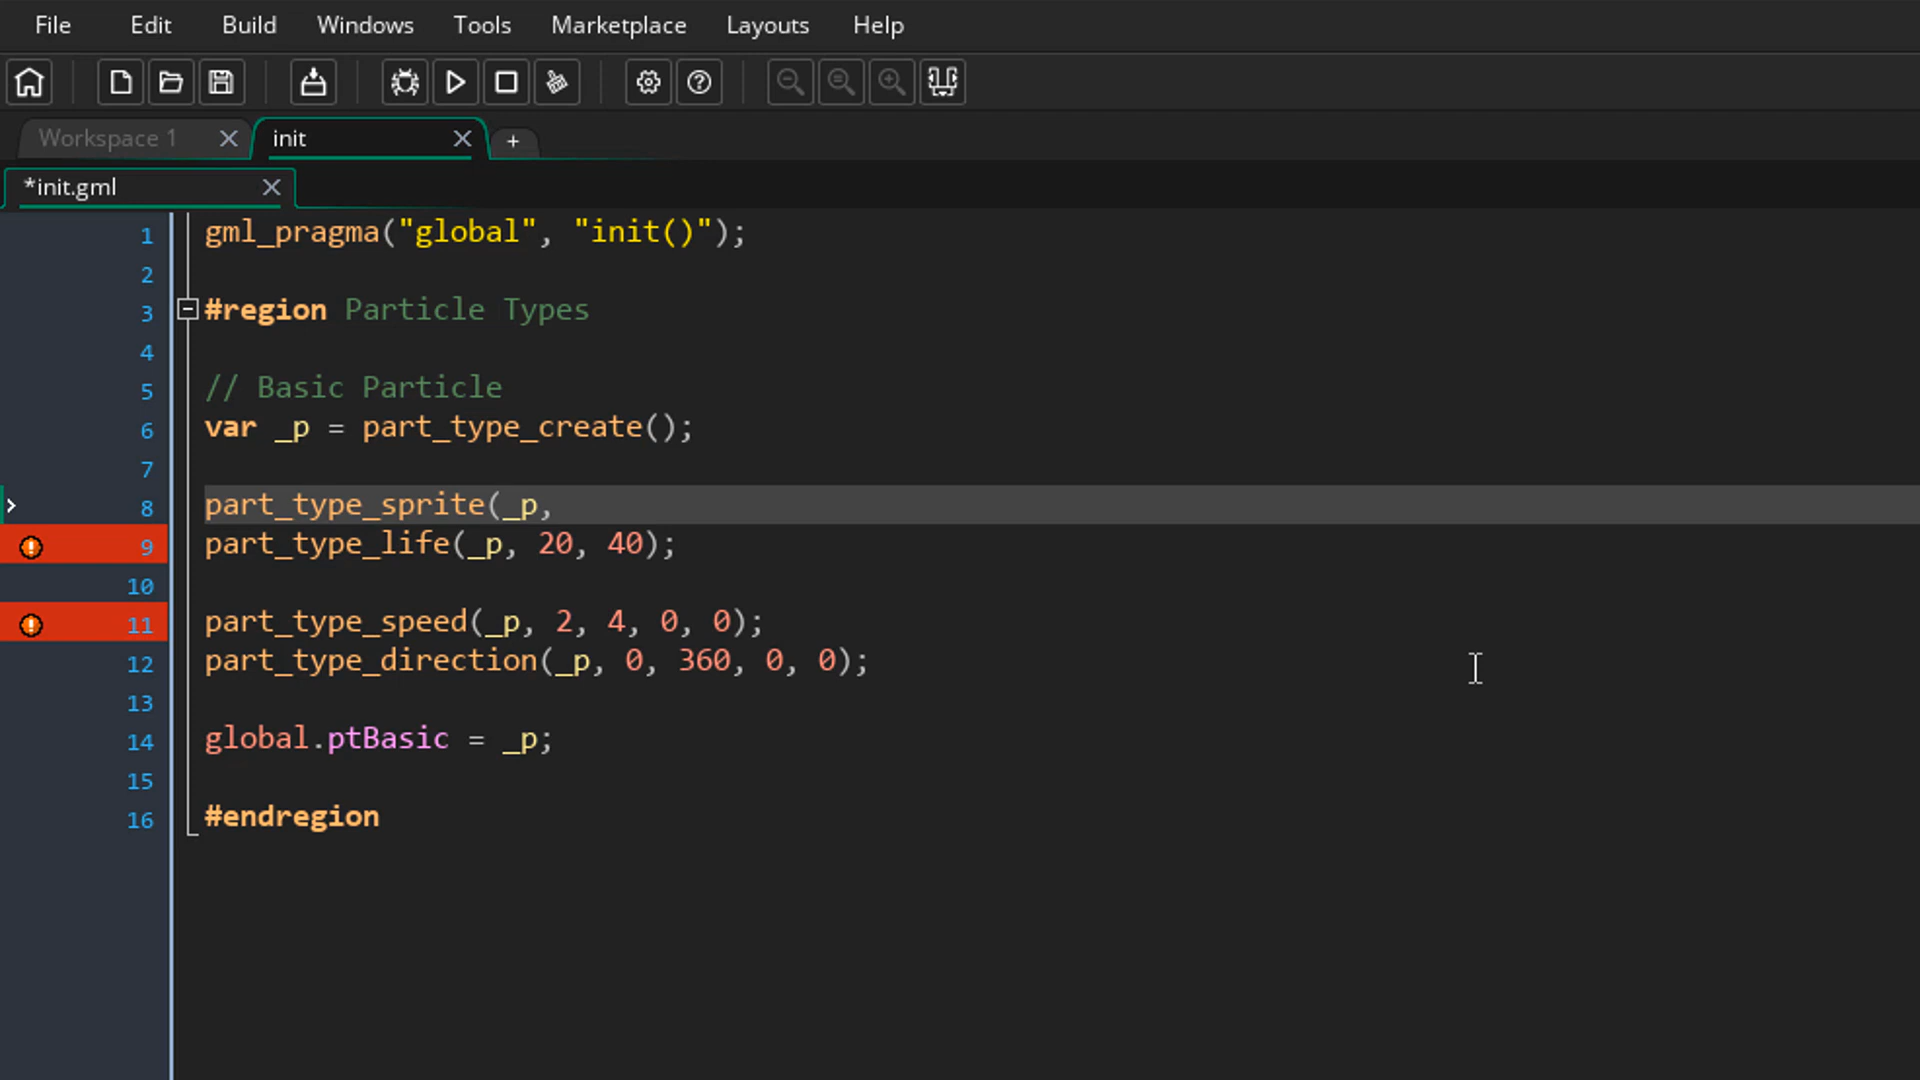 File Edit Build Windows Tools Marketplace Layouts Help
Workspace 1 init +
*init.gml
1 gml_pragma("global", "init()");
2
3 #region Particle Types
4
5 // Basic Particle
6 var _p = part_type_create();
7
8 part_type_sprite(_p,
9 part_type_life(_p, 20, 40);
10
11 part_type_speed(_p, 2, 4, 0, 0);
12 part_type_direction(_p, 0, 360, 0, 0);
13
14 global.ptBasic = _p;
15
16 #endregion